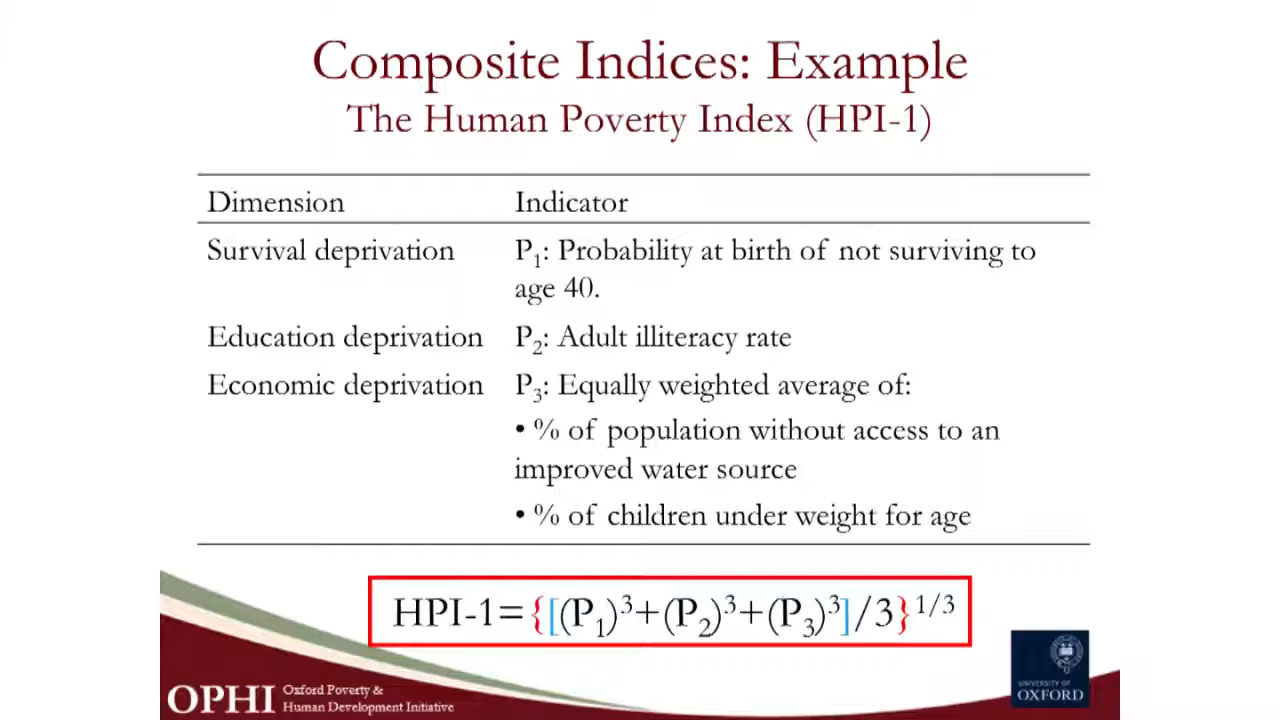 Composite Indices: Example
The Human Poverty Index (HPI-1)
Dimension Indicator
Survival deprivation P₁: Probability at birth of not surviving to
age 40.
Education deprivation P₂: Adult illiteracy rate
Economic deprivation P₃: Equally weighted average of:
• % of population without access to an
improved water source
• % of children under weight for age
HPI-1={[(P₁)³+(P₂)³+(P₃)³]/3}¹/³
OPHI Oxford Poverty &
Human Development Initiative
UNIVERSITY OF
OXFORD